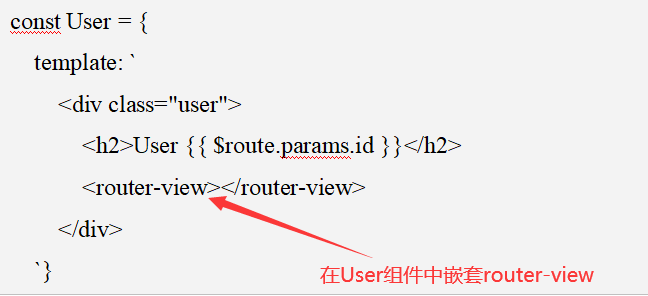 const User = {
template: `
<div class="user">
<h2>User {{ $route.params.id }}</h2>
<router-view></router-view>
</div>
`}
在User组件中嵌套router-view